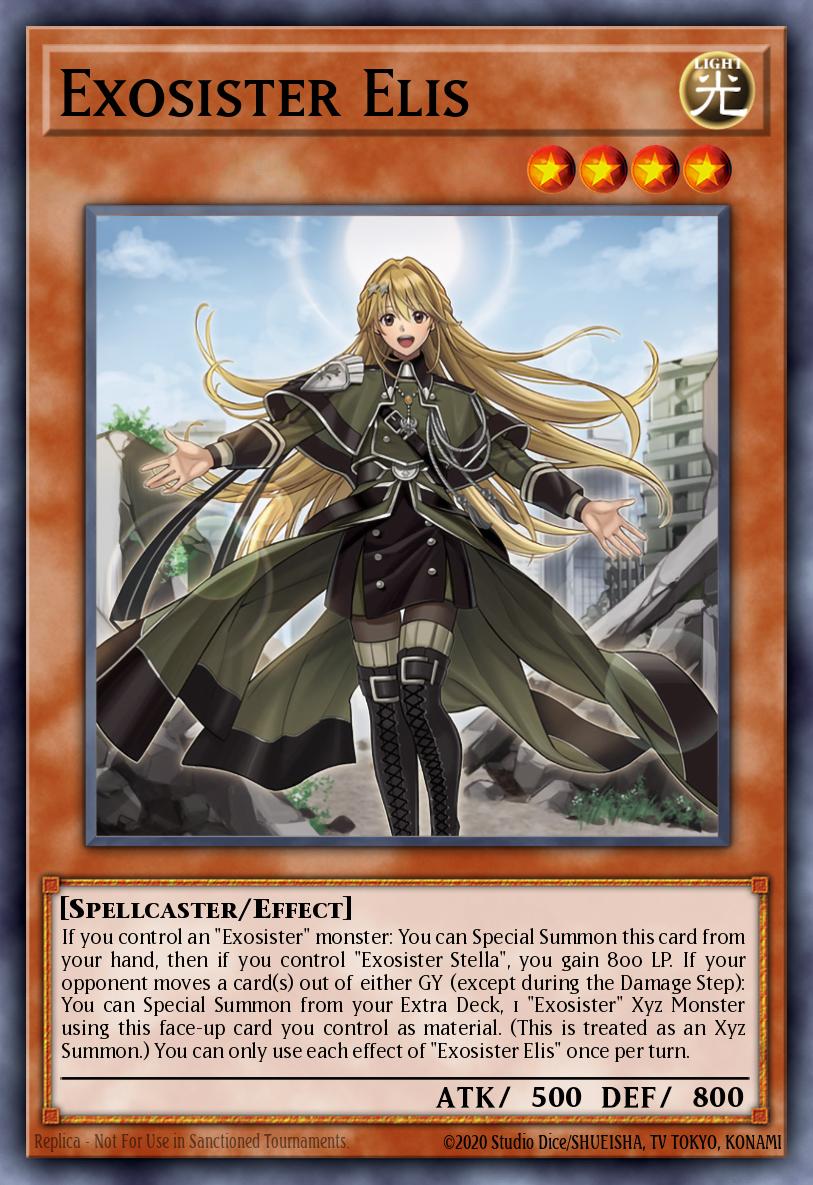 Exosister Elis
LIGHT
光
[Spellcaster/Effect]
If you control an "Exosister" monster: You can Special Summon this card from
your hand, then if you control "Exosister Stella", you gain 800 LP. If your
opponent moves a card(s) out of either GY (except during the Damage Step):
You can Special Summon from your Extra Deck, 1 "Exosister" Xyz Monster
using this face-up card you control as material. (This is treated as an Xyz
Summon.) You can only use each effect of "Exosister Elis" once per turn.
ATK/ 500 DEF/ 800
Replica - Not For Use in Sanctioned Tournaments.
©2020 Studio Dice/SHUEISHA, TV TOKYO, KONAMI